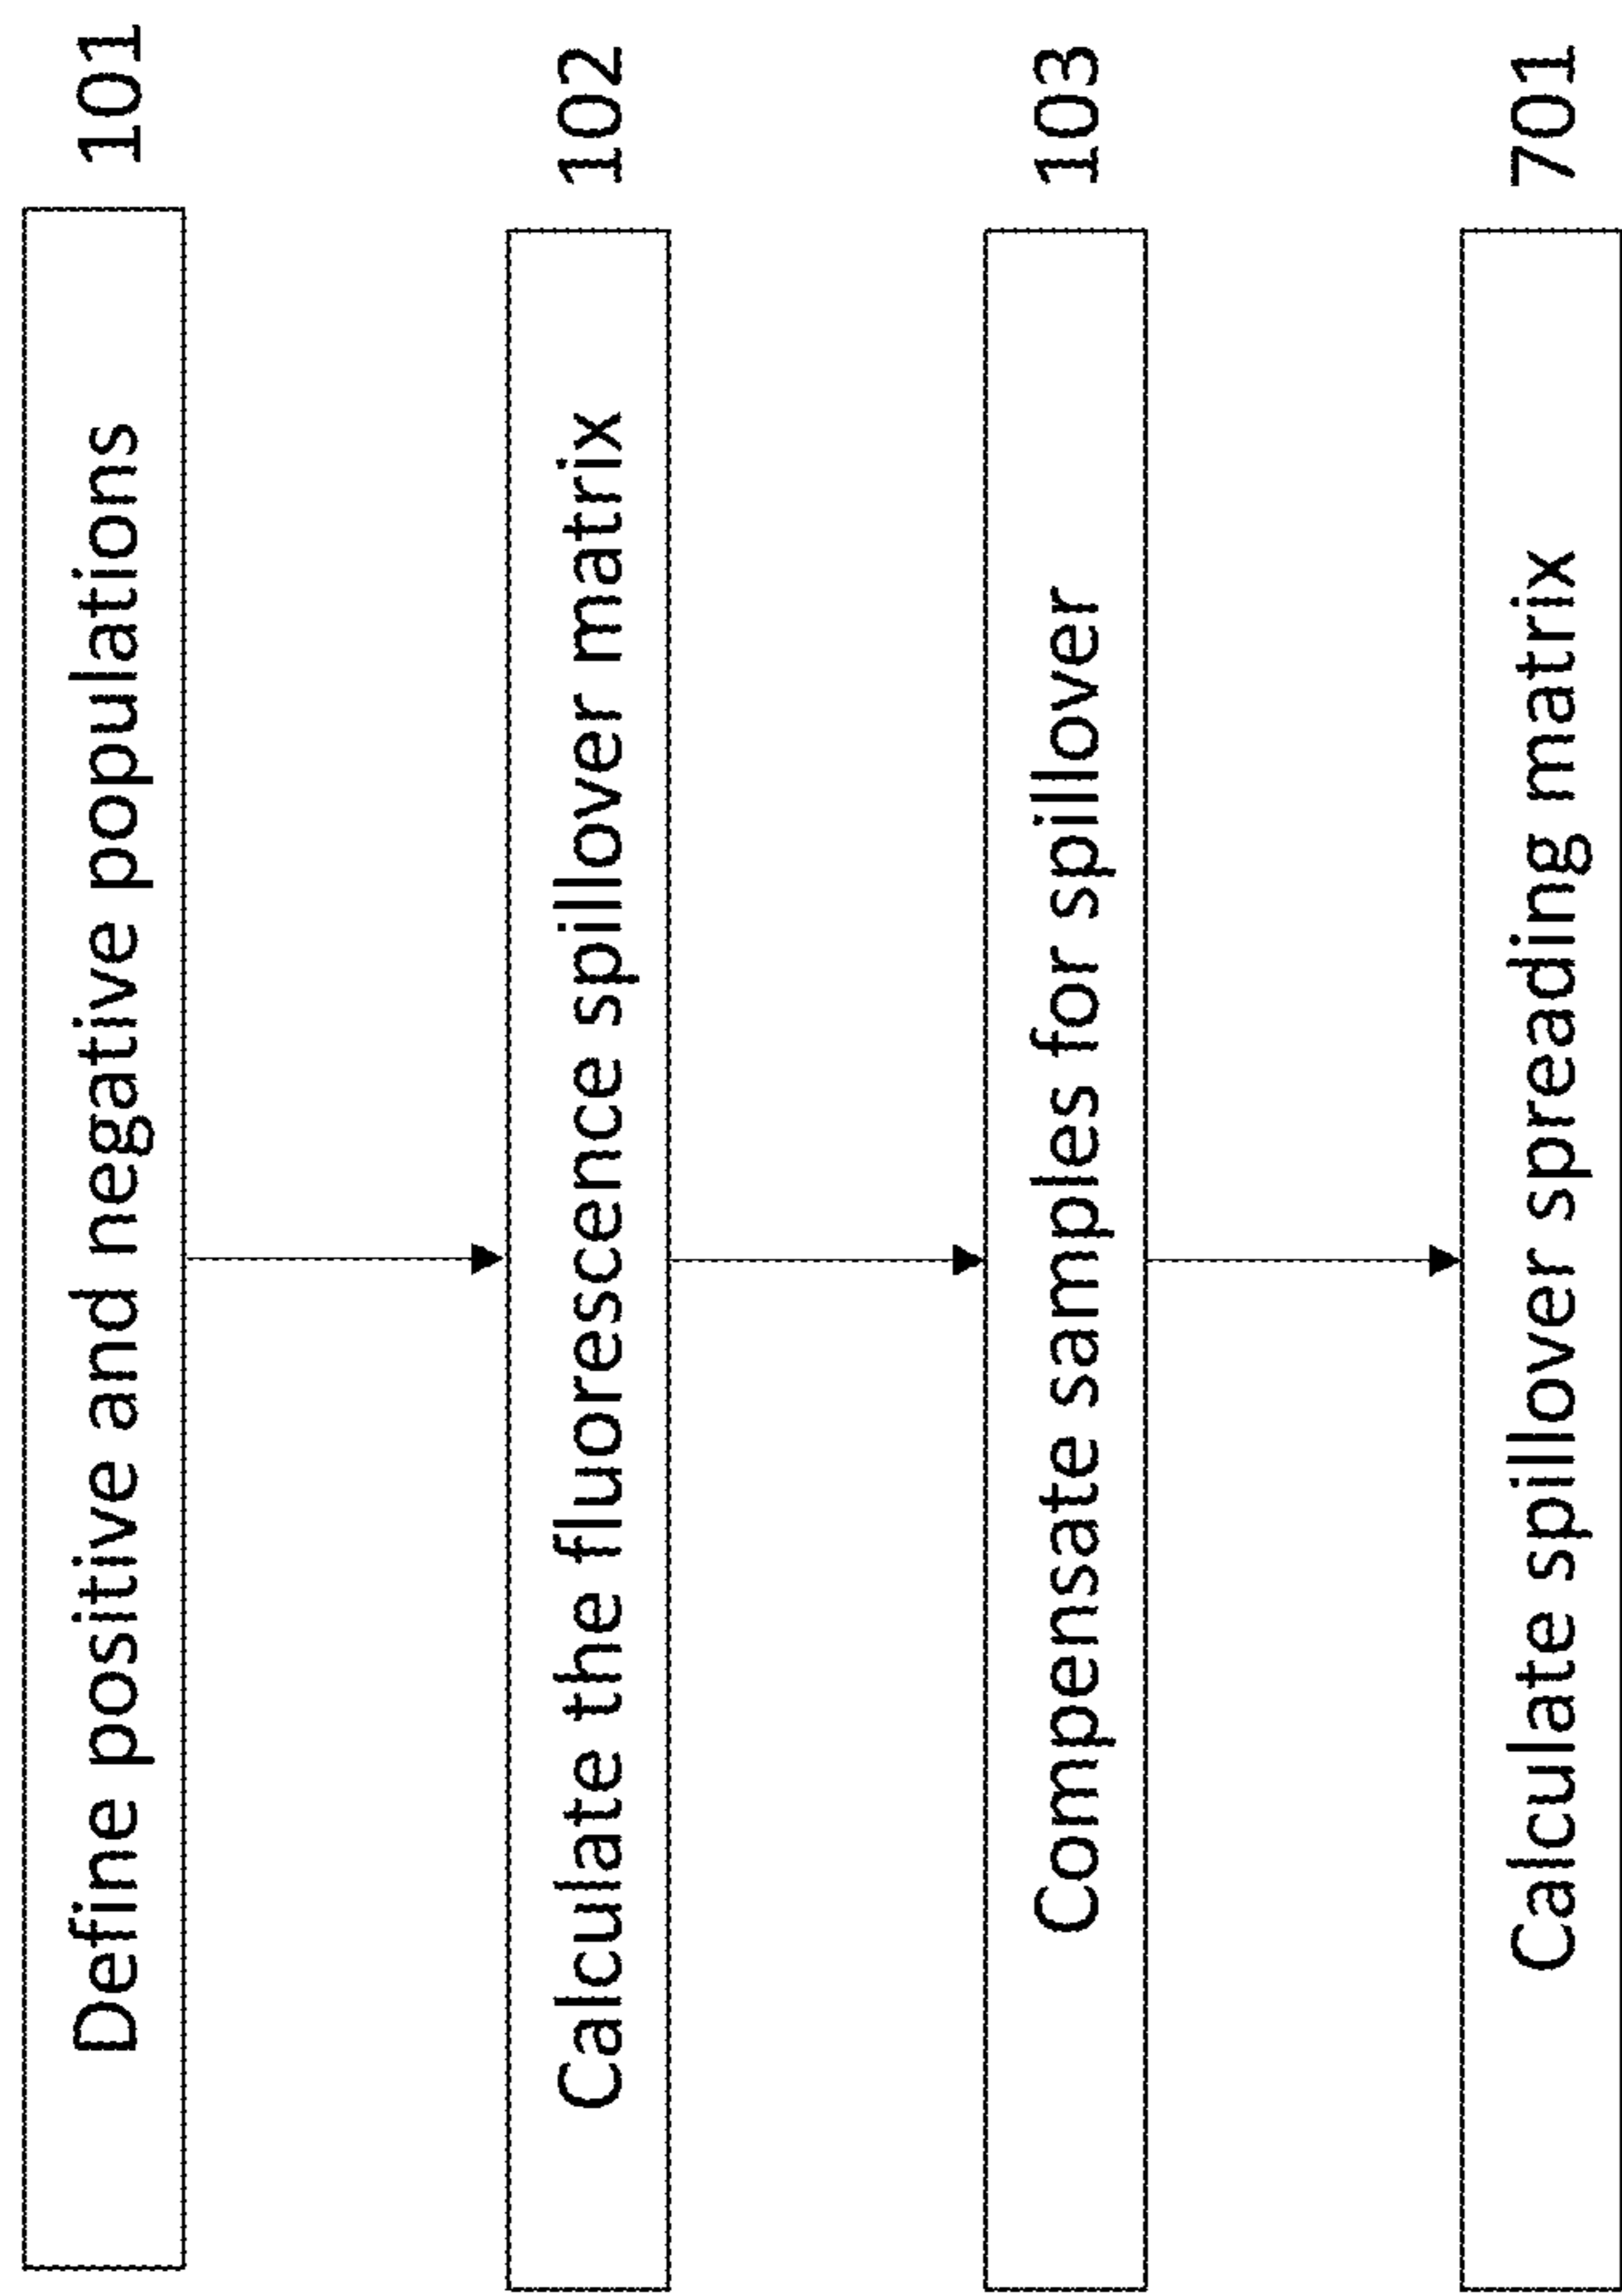 Define positive and negative populations 101
Calculate the fluorescence spillover matrix 102
Compensate samples for spillover 103
Calculate spillover spreading matrix 701